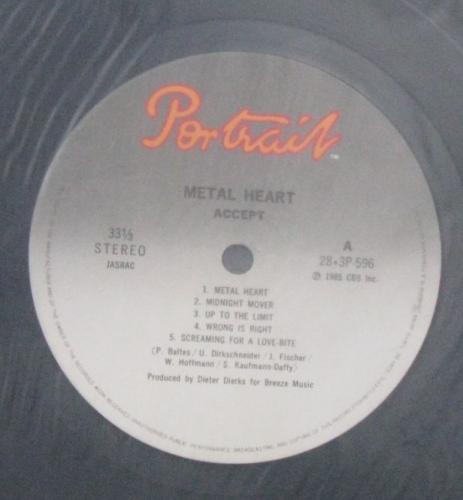 Portrait
TM
METAL HEART
ACCEPT
33⅓
STEREO
JASRAC
A
28・3P-596
℗ 1985 CBS Inc.
1. METAL HEART
2. MIDNIGHT MOVER
3. UP TO THE LIMIT
4. WRONG IS RIGHT
5. SCREAMING FOR A LOVE-BITE
(P. Baltes / U. Dirkschneider / J. Fischer /
W. Hoffmann / S. Kaufmann-Daffy)
Produced by Dieter Dierks for Breeze Music